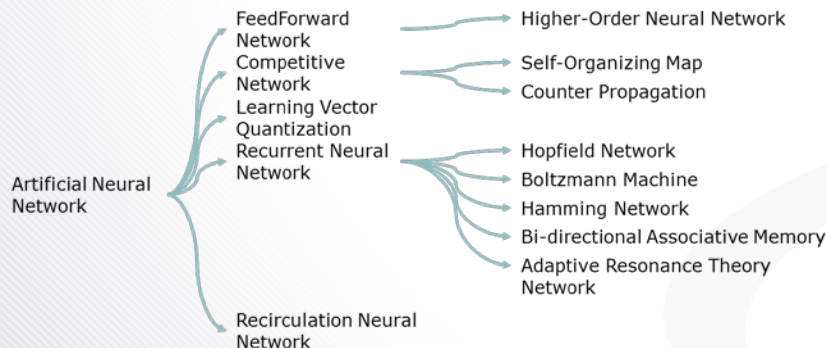 Artificial Neural
Network
FeedForward
Network
Competitive
Network
Learning Vector
Quantization
Recurrent Neural
Network
Recirculation Neural
Network
Higher-Order Neural Network
Self-Organizing Map
Counter Propagation
Hopfield Network
Boltzmann Machine
Hamming Network
Bi-directional Associative Memory
Adaptive Resonance Theory
Network